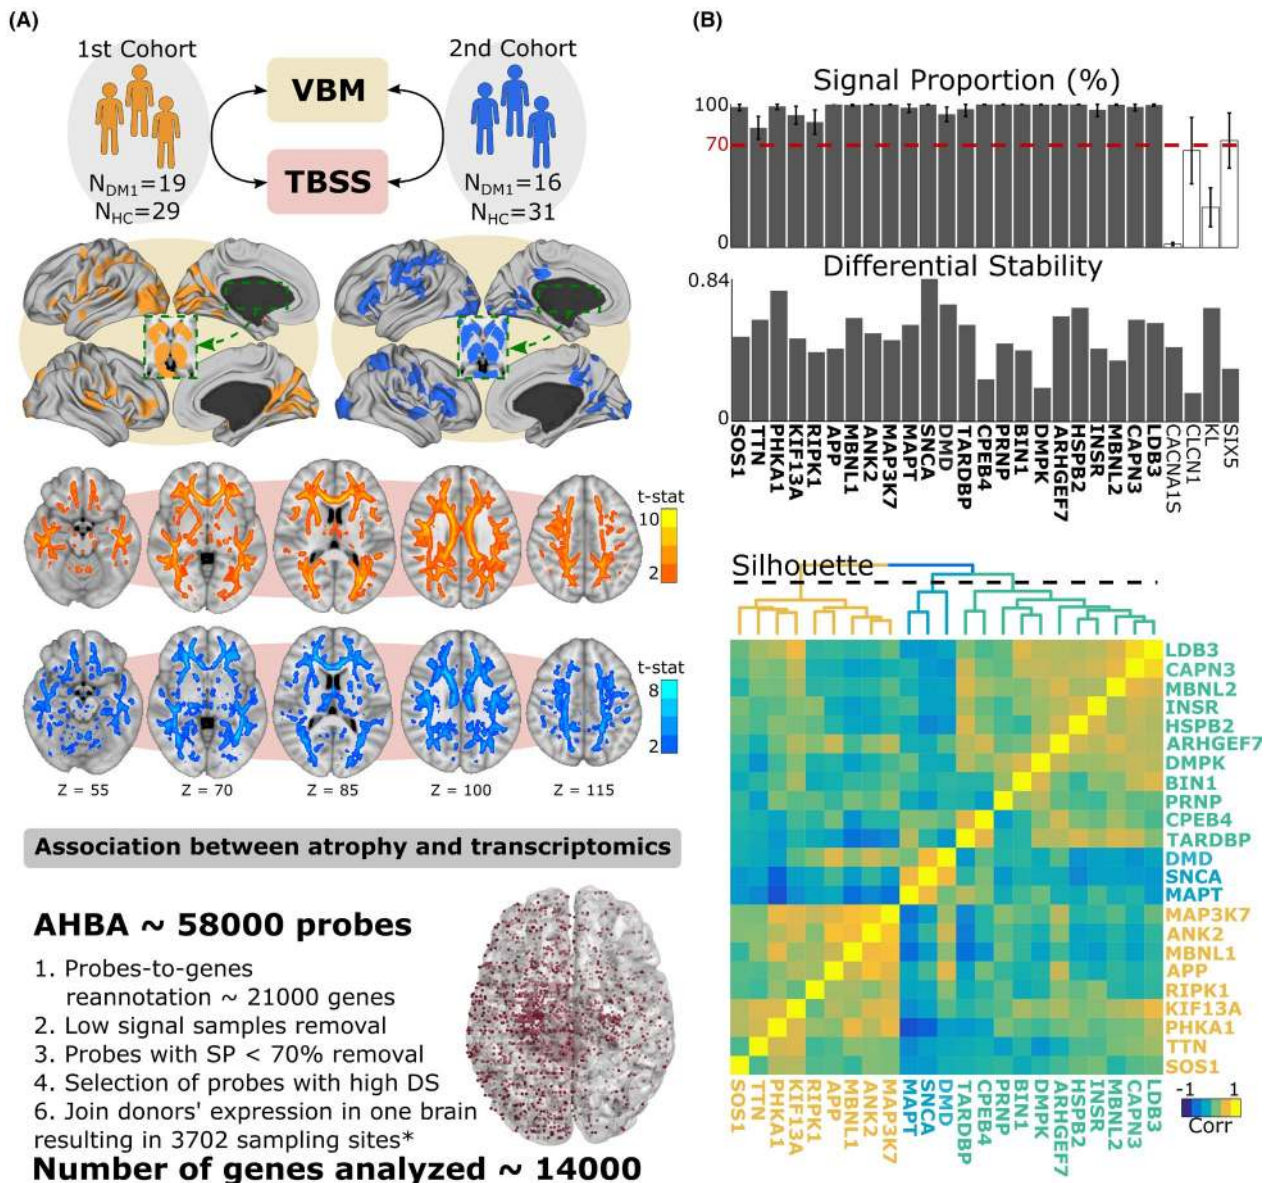 (A)
1st Cohort
2nd Cohort
VBM
TBSS
N_DM1=19
N_HC=29
N_DM1=16
N_HC=31
t-stat
10
2
t-stat
8
2
Z = 55
Z = 70
Z = 85
Z = 100
Z = 115
Association between atrophy and transcriptomics
AHBA ~ 58000 probes
1. Probes-to-genes
reannotation ~ 21000 genes
2. Low signal samples removal
3. Probes with SP < 70% removal
4. Selection of probes with high DS
6. Join donors' expression in one brain
resulting in 3702 sampling sites*
Number of genes analyzed ~ 14000
(B)
Signal Proportion (%)
100
70
0
Differential Stability
0.84
0
SOS1
TTN
PHKA1
KIF13A
RIPK1
APP
MBNL1
ANK2
MAP3K7
MAPT
SNCA
DMD
TARDBP
CPEB4
PRNP
BIN1
DMPK
ARHGEF7
HSPB2
INSR
MBNL2
CAPN3
LDB3
CACNA1S
CLCN1
KL
SIX5
Silhouette
LDB3
CAPN3
MBNL2
INSR
HSPB2
ARHGEF7
DMPK
BIN1
PRNP
CPEB4
TARDBP
DMD
SNCA
MAPT
MAP3K7
ANK2
MBNL1
APP
RIPK1
KIF13A
PHKA1
TTN
SOS1
SOS1
TTN
PHKA1
KIF13A
RIPK1
APP
MBNL1
ANK2
MAP3K7
MAPT
SNCA
DMD
TARDBP
CPEB4
PRNP
BIN1
DMPK
ARHGEF7
HSPB2
INSR
MBNL2
CAPN3
LDB3
-1
1
Corr